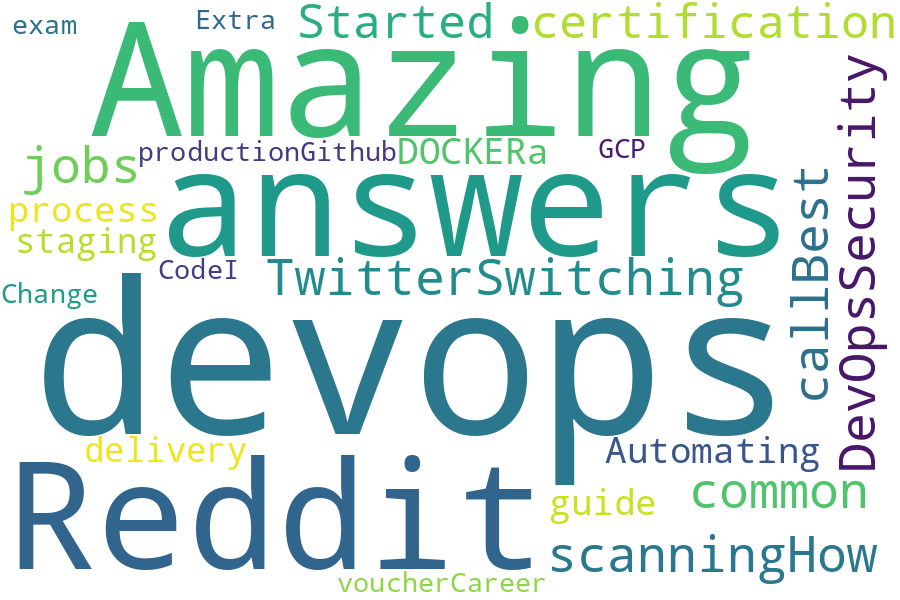 exam
Extra
Started
certification
Amazing
jobs
productionGithub
DOCKERa
GCP
answers
process
staging
CodeI
TwitterSwitching
Change
callBest
DevOpsSecurity
devops
delivery
Automating
Reddit
guide
common
scanningHow
voucherCareer